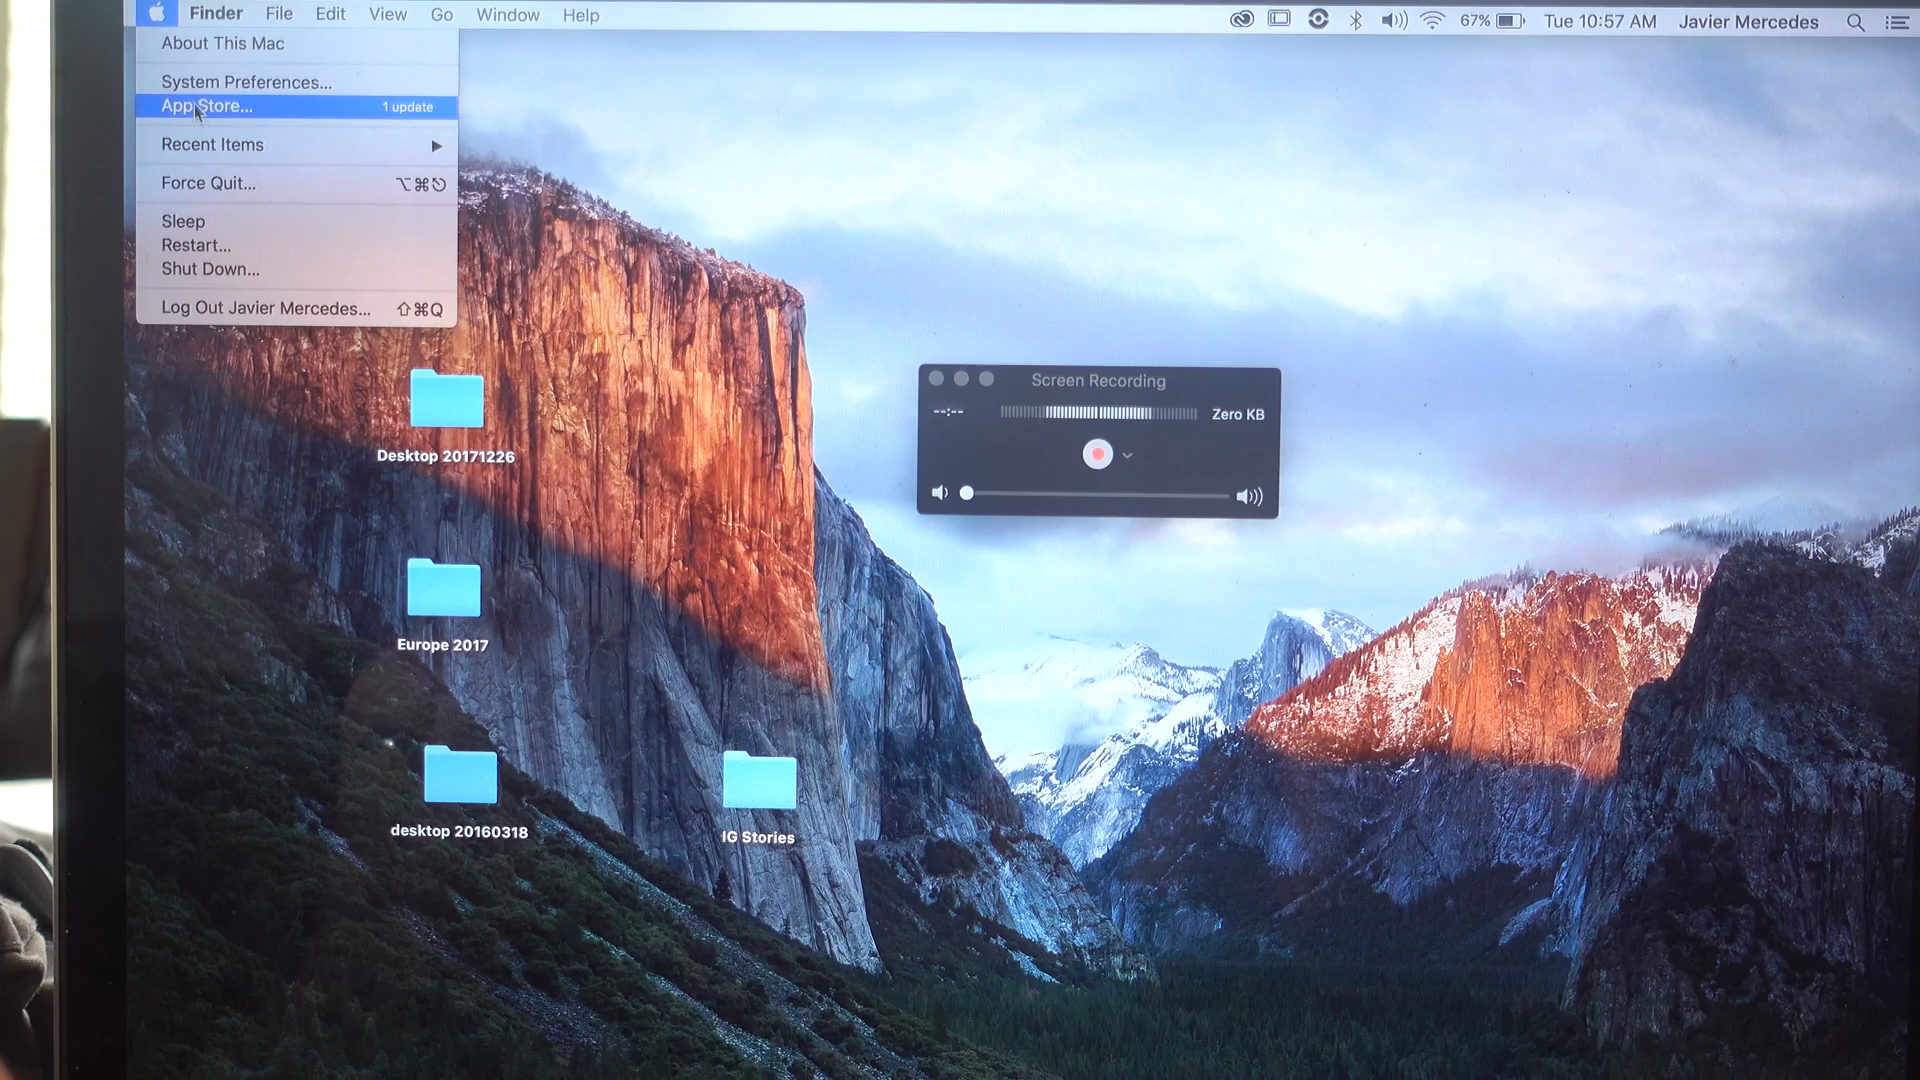 Finder File Edit View Go Window Help 67% Tue 10:57 AM Javier Mercedes
About This Mac
System Preferences...
App Store... 1 update
Recent Items
Force Quit... ⌥⌘⎋
Sleep
Restart...
Shut Down...
Log Out Javier Mercedes... ⇧⌘Q
Screen Recording
--:-- Zero KB
Desktop 20171226
Europe 2017
desktop 20160318
IG Stories